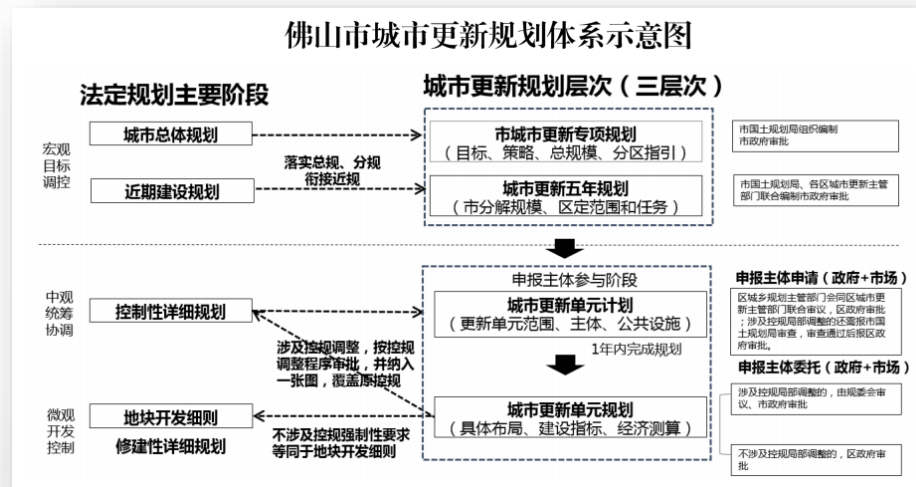 佛山市城市更新规划体系示意图
法定规划主要阶段
城市更新规划层次（三层次）
宏观
目标
调控
城市总体规划
落实总规、分规
衔接近规
近期建设规划
市城市更新专项规划
（目标、策略、总规模、分区指引）
城市更新五年规划
（市分解规模、区定范围和任务）
市国土规划局组织编制
市政府审批
市国土规划局、各区城市更新主管
部门联合编制市政府审批
中观
统筹
协调
控制性详细规划
申报主体参与阶段
城市更新单元计划
（更新单元范围、主体、公共设施）
1年内完成规划
申报主体申请（政府+市场）
区城乡规划主管部门会同区城市更
新主管部门联合审议，区政府审批
；涉及控规局部调整的还需报市国
土规划局审查，审查通过后报区政
府审批。
涉及控规调整，按控规
调整程序审批，并纳入
一张图，覆盖原控规
微观
开发
控制
地块开发细则
修建性详细规划
不涉及控规强制性要求
等同于地块开发细则
城市更新单元规划
（具体布局、建设指标、经济测算）
申报主体委托（政府+市场）
涉及控规局部调整的，由规委会审
议、市政府审批
不涉及控规局部调整的，区政府审
批